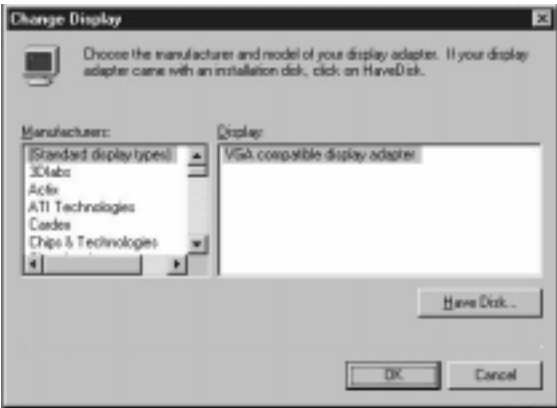 Change Display
Choose the manufacturer and model of your display adapter. If your display
adapter came with an installation disk, click on HaveDisk.
Manufacturers:
(Standard display types)
3Dlabs
Actix
ATI Technologies
Cardex
Chips & Technologies
Display:
VGA compatible display adapter
Have Disk...
OK
Cancel